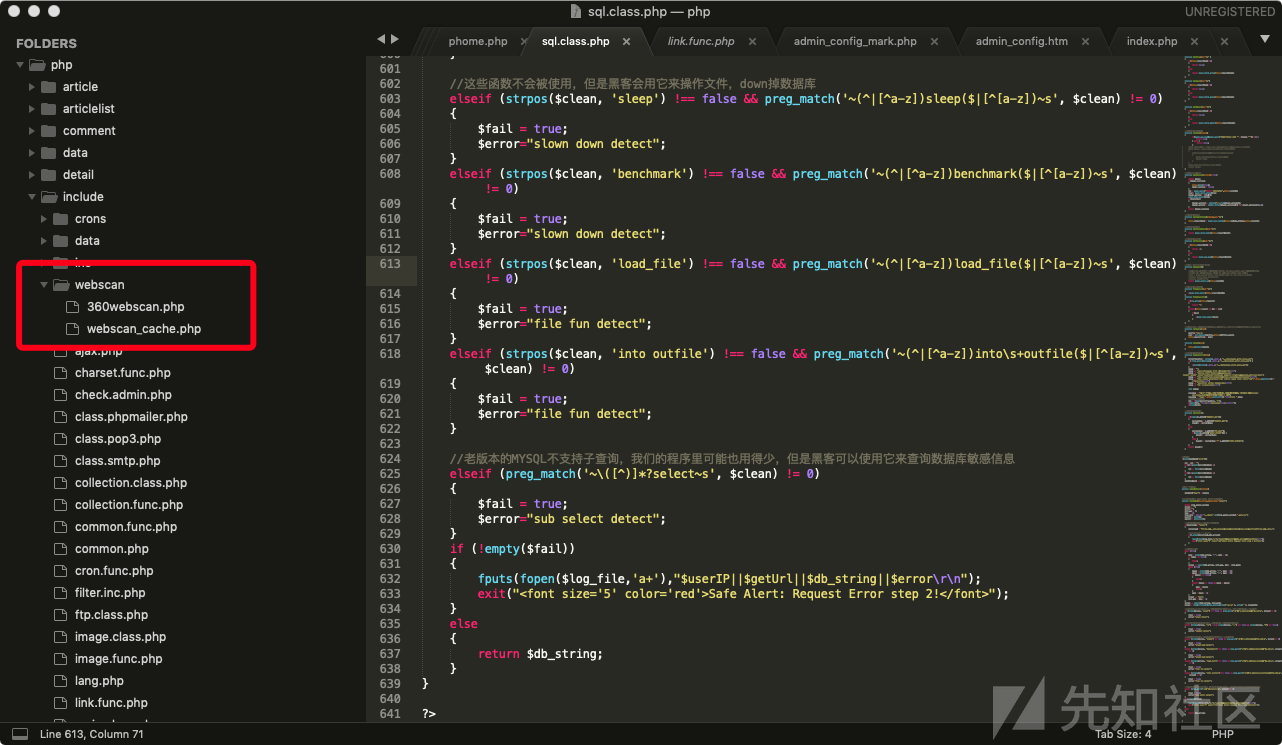 sql.class.php — php
UNREGISTERED
FOLDERS
php
article
articlelist
comment
data
detail
include
crons
data
webscan
360webscan.php
webscan_cache.php
ajax.php
charset.func.php
check.admin.php
class.phpmailer.php
class.pop3.php
class.smtp.php
collection.class.php
collection.func.php
common.func.php
common.php
cron.func.php
filter.inc.php
ftp.class.php
image.class.php
image.func.php
lang.php
link.func.php
phome.php
sql.class.php
link.func.php
admin_config_mark.php
admin_config.htm
index.php
601
602 //这些函数不会被使用，但是黑客会用它来操作文件，down掉数据库
603 elseif (strpos($clean, 'sleep') !== false && preg_match('~(^|[^a-z])sleep($|[^[a-z])~s', $clean) != 0)
604 {
605 $fail = true;
606 $error="slown down detect";
607 }
608 elseif (strpos($clean, 'benchmark') !== false && preg_match('~(^|[^a-z])benchmark($|[^[a-z])~s', $clean)
!= 0)
609 {
610 $fail = true;
611 $error="slown down detect";
612 }
613 elseif (strpos($clean, 'load_file') !== false && preg_match('~(^|[^a-z])load_file($|[^[a-z])~s', $clean)
!= 0)
614 {
615 $fail = true;
616 $error="file fun detect";
617 }
618 elseif (strpos($clean, 'into outfile') !== false && preg_match('~(^|[^a-z])into\s+outfile($|[^[a-z])~s',
$clean) != 0)
619 {
620 $fail = true;
621 $error="file fun detect";
622 }
623
624 //老版本的MYSQL不支持子查询，我们的程序里可能也用得少，但是黑客可以使用它来查询数据库敏感信息
625 elseif (preg_match('~\([^)]*?select~s', $clean) != 0)
626 {
627 $fail = true;
628 $error="sub select detect";
629 }
630 if (!empty($fail))
631 {
632 fputs(fopen($log_file,'a+'),"$userIP||$getUrl||$db_string||$error\r\n");
633 exit("<font size='5' color='red'>Safe Alert: Request Error step 2!</font>");
634 }
635 else
636 {
637 return $db_string;
638 }
639 }
640
641 ?>
先知社区
Line 613, Column 71
Tab Size: 4
PHP